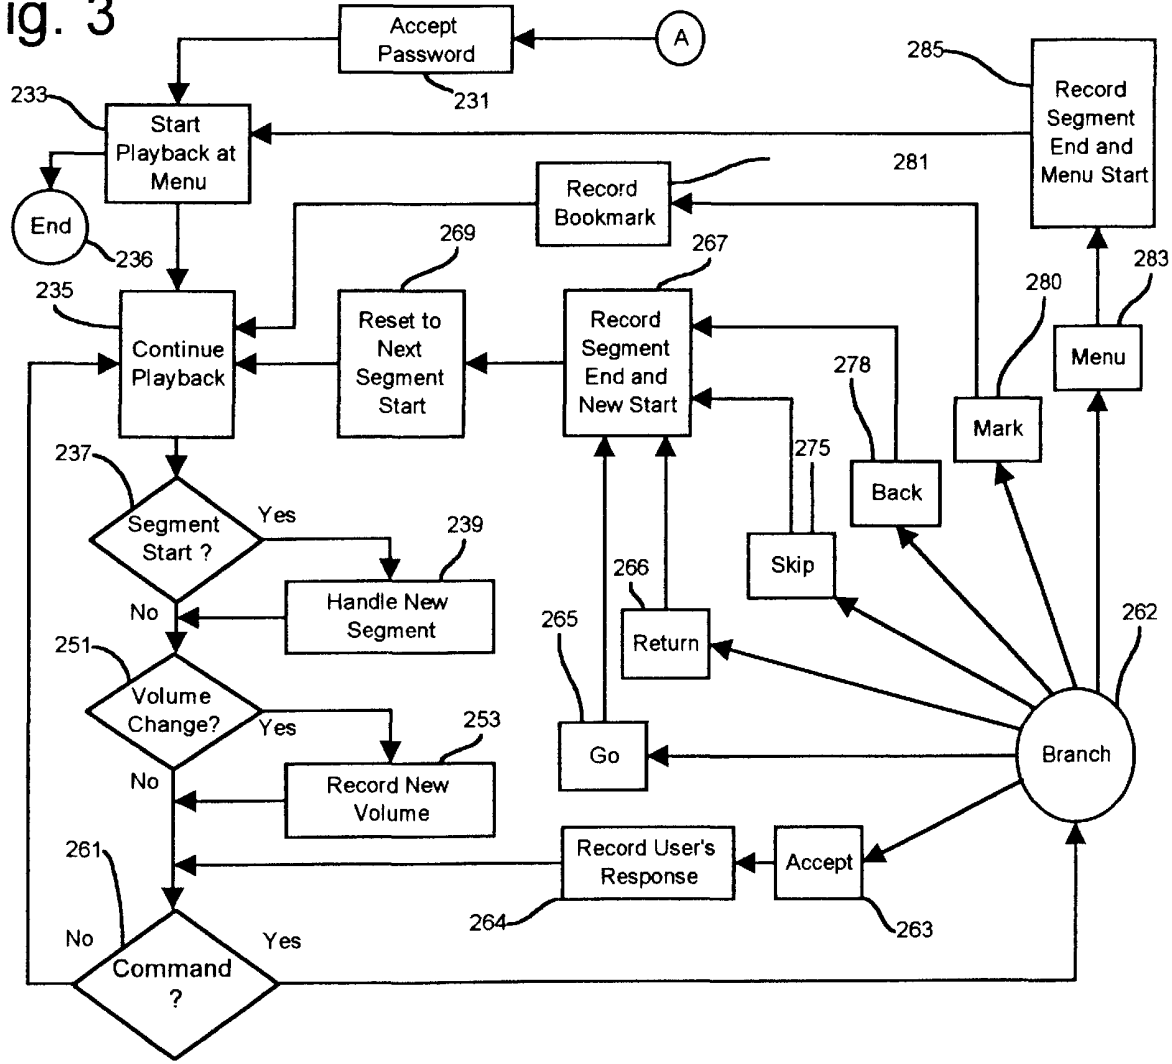 ig. 3
Accept
Password
A
231
285
Record
Segment
End and
Menu Start
233
Start
Playback at
Menu
281
Record
Bookmark
End
236
269
267
283
280
235
Continue
Playback
Reset to
Next
Segment
Start
Record
Segment
End and
New Start
Menu
278
Mark
237
275
Back
Segment
Start ?
Yes
239
Skip
266
No
Handle New
Segment
265
Return
262
251
Volume
Change?
Yes
253
Go
Branch
No
Record New
Volume
261
Record User's
Response
Accept
264
263
No
Yes
Command
?